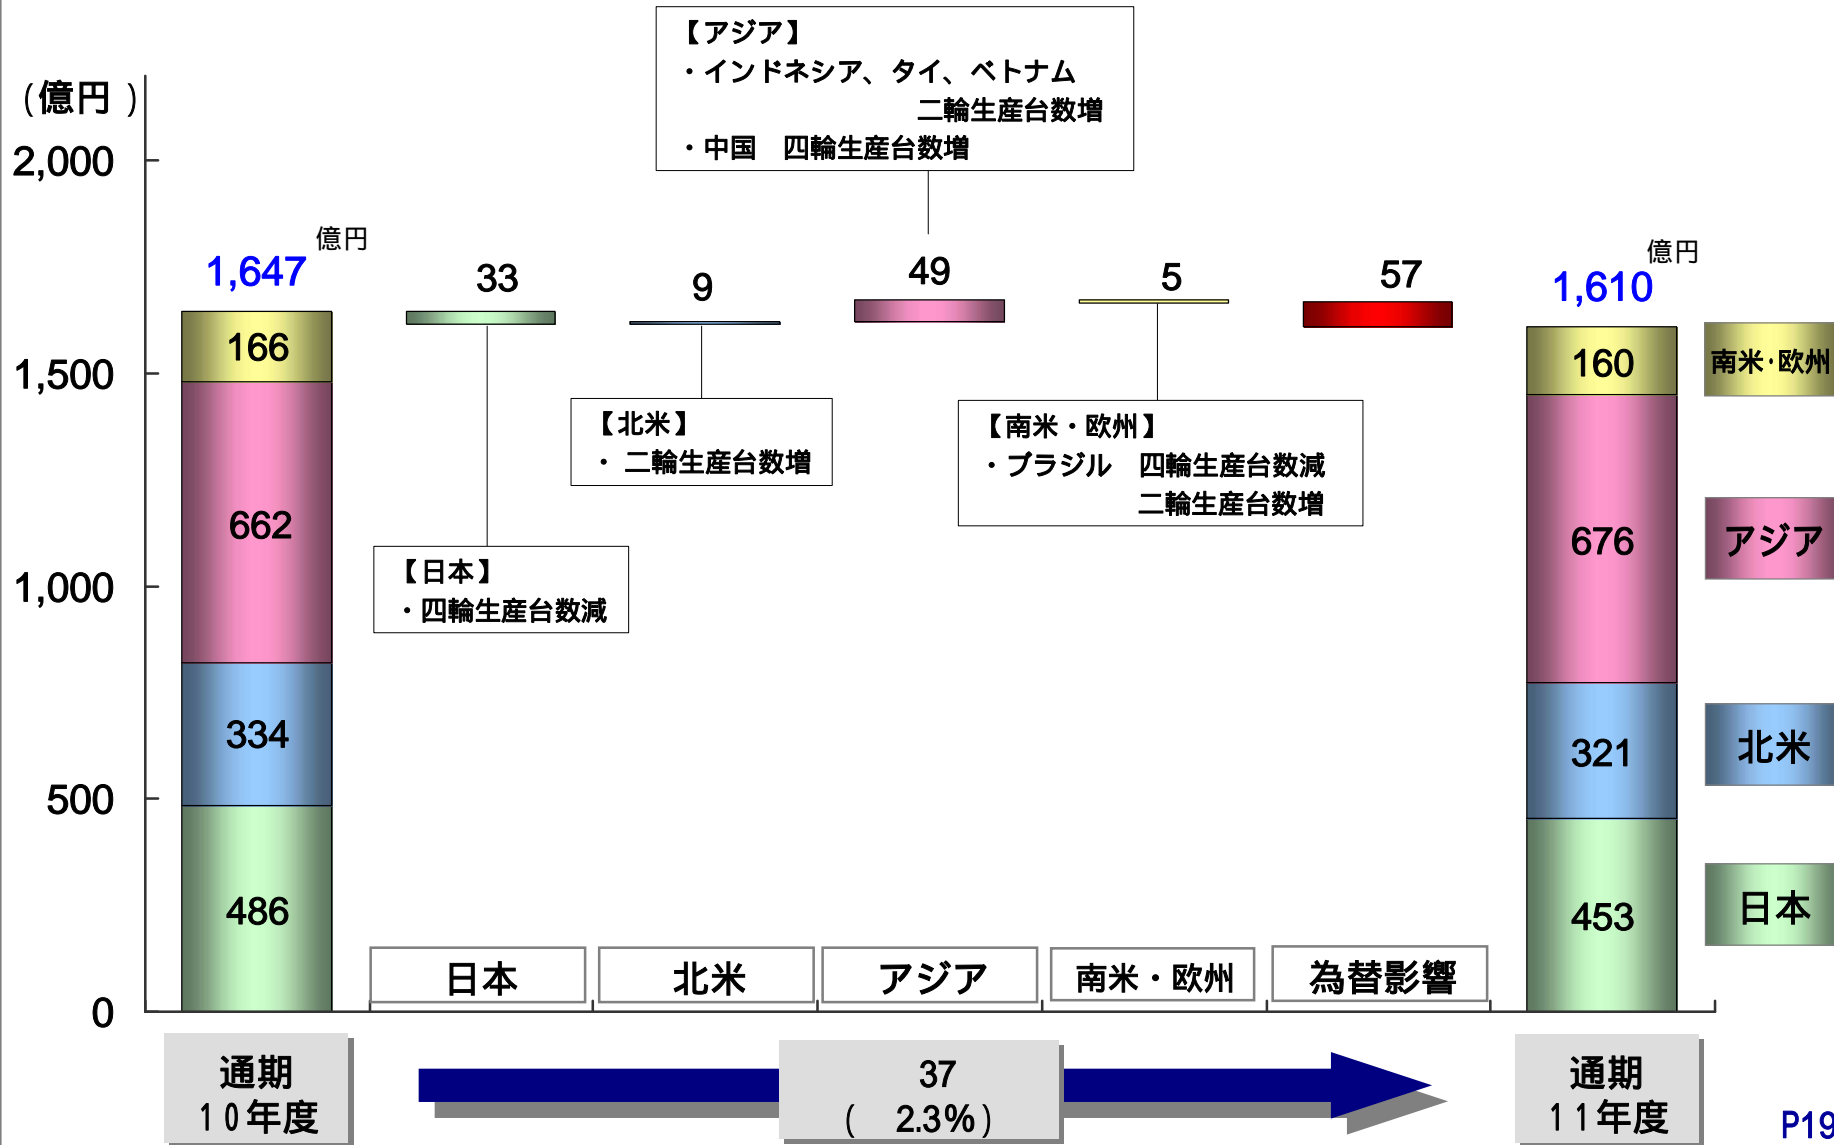 【アジア】
・インドネシア、タイ、ベトナム
二輪生産台数増
・中国　四輪生産台数増
(億円 )
2,000
1,500
1,000
500
0
1,647 億円
166
662
334
486
33
9
49
5
57
1,610 億円
160
676
321
453
【日本】
・四輪生産台数減
【北米】
・ 二輪生産台数増
【南米・欧州】
・ブラジル　四輪生産台数減
二輪生産台数増
南米・欧州
アジア
北米
日本
日本
北米
アジア
南米・欧州
為替影響
通期
10年度
37
(　2.3%)
通期
11年度
P19